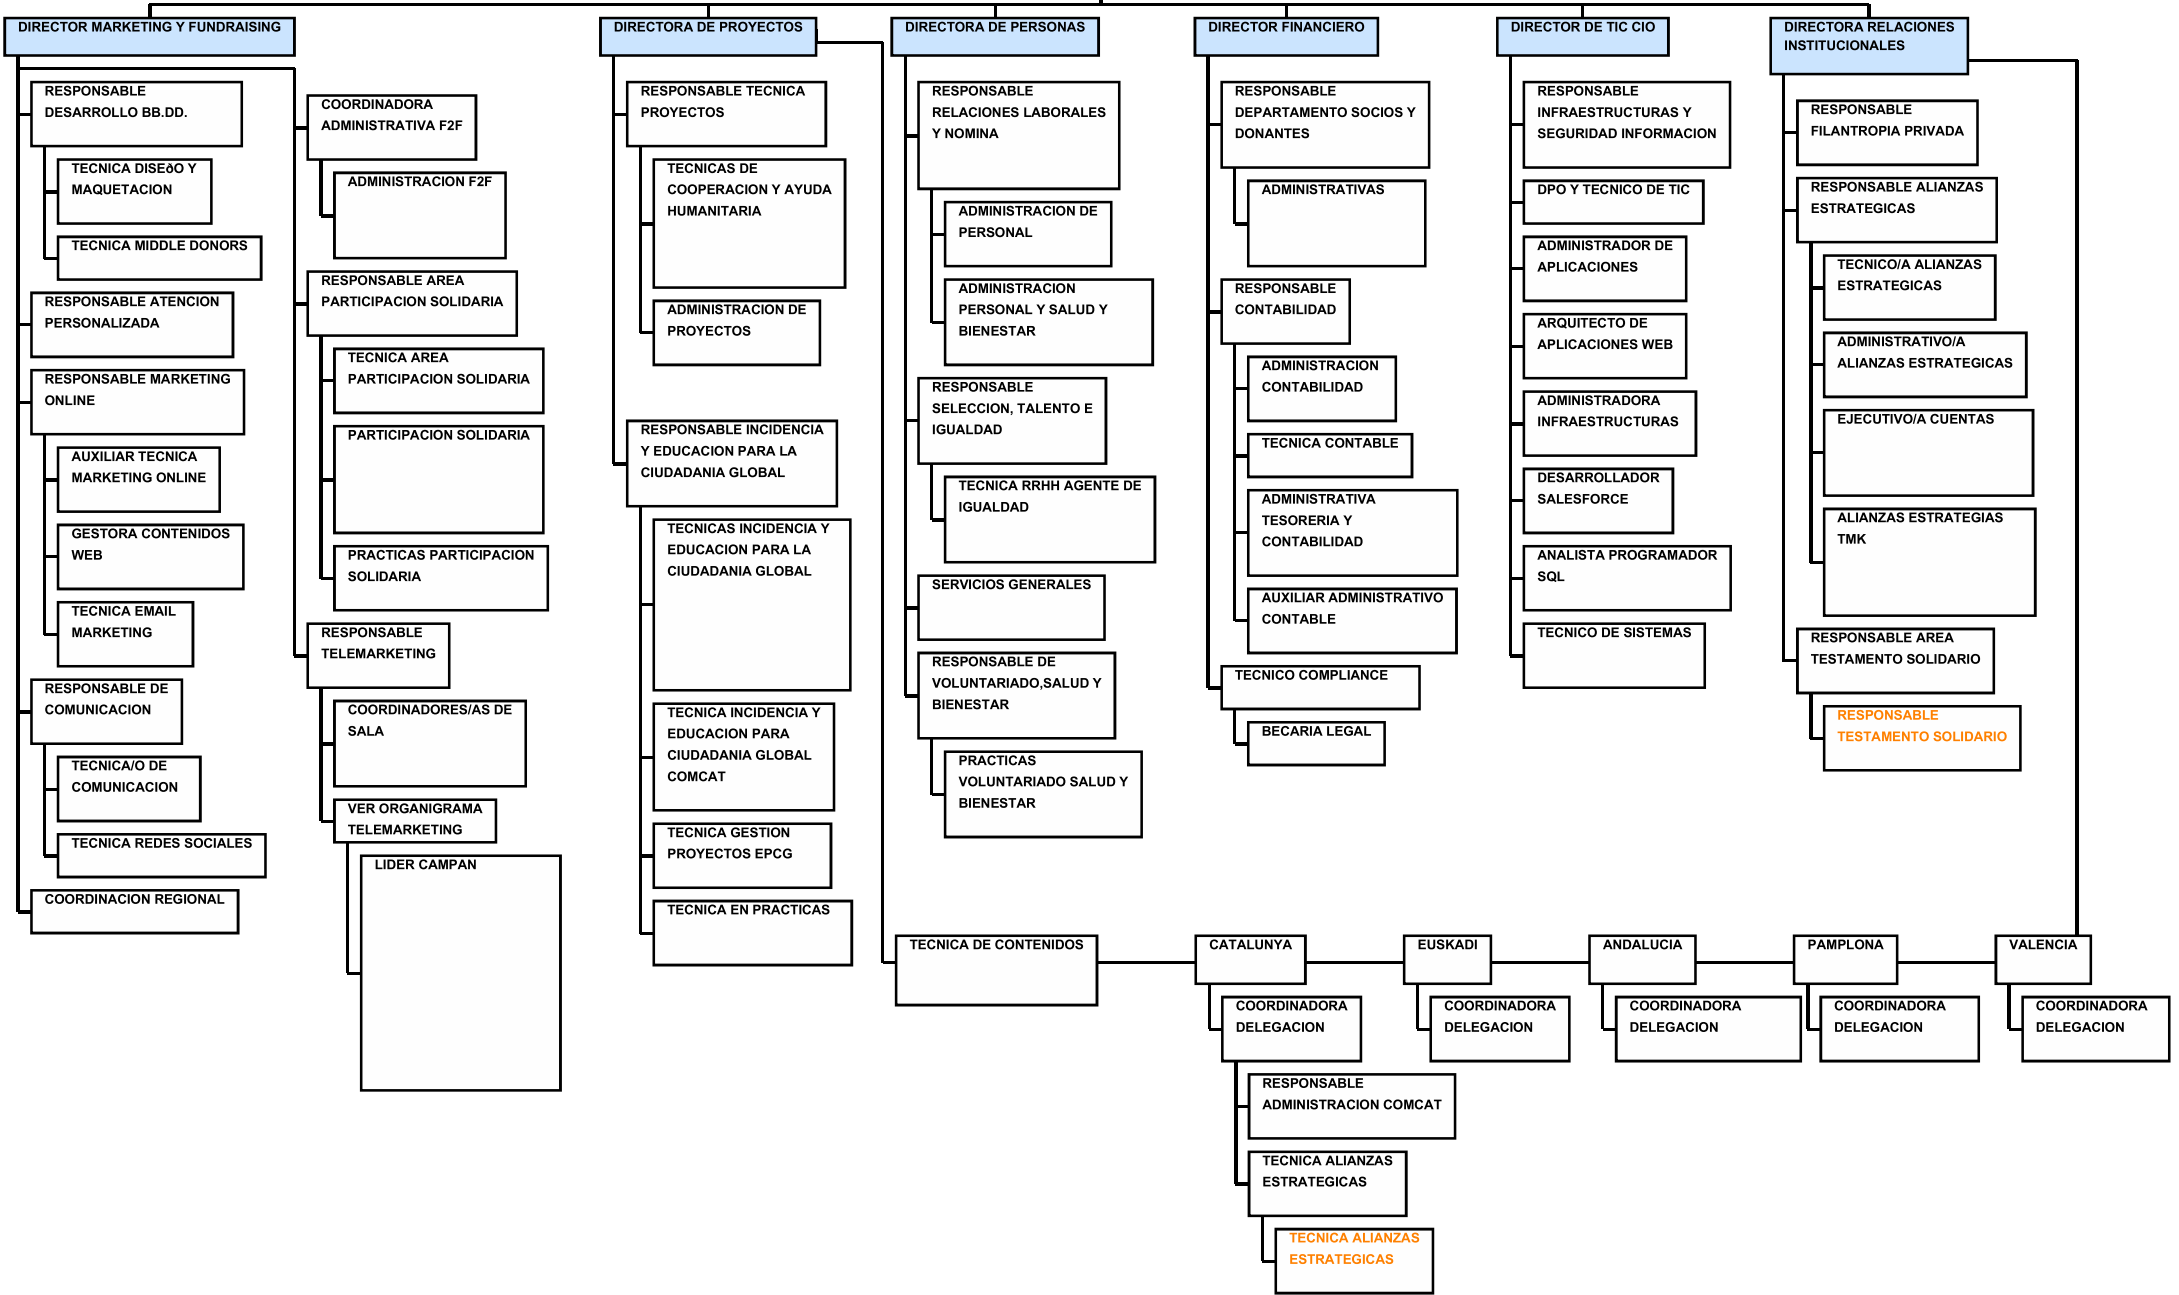 DIRECTOR MARKETING Y FUNDRAISING
RESPONSABLE
DESARROLLO BB.DD.
TECNICA DISEðO Y
MAQUETACION
TECNICA MIDDLE DONORS
RESPONSABLE ATENCION
PERSONALIZADA
RESPONSABLE MARKETING
ONLINE
AUXILIAR TECNICA
MARKETING ONLINE
GESTORA CONTENIDOS
WEB
TECNICA EMAIL
MARKETING
RESPONSABLE DE
COMUNICACION
TECNICA/O DE
COMUNICACION
TECNICA REDES SOCIALES
COORDINACION REGIONAL
COORDINADORA
ADMINISTRATIVA F2F
ADMINISTRACION F2F
RESPONSABLE AREA
PARTICIPACION SOLIDARIA
TECNICA AREA
PARTICIPACION SOLIDARIA
PARTICIPACION SOLIDARIA
PRACTICAS PARTICIPACION
SOLIDARIA
RESPONSABLE
TELEMARKETING
COORDINADORES/AS DE
SALA
VER ORGANIGRAMA
TELEMARKETING
LIDER CAMPAN
DIRECTORA DE PROYECTOS
RESPONSABLE TECNICA
PROYECTOS
TECNICAS DE
COOPERACION Y AYUDA
HUMANITARIA
ADMINISTRACION DE
PROYECTOS
RESPONSABLE INCIDENCIA
Y EDUCACION PARA LA
CIUDADANIA GLOBAL
TECNICAS INCIDENCIA Y
EDUCACION PARA LA
CIUDADANIA GLOBAL
TECNICA INCIDENCIA Y
EDUCACION PARA
CIUDADANIA GLOBAL
COMCAT
TECNICA GESTION
PROYECTOS EPCG
TECNICA EN PRACTICAS
DIRECTORA DE PERSONAS
RESPONSABLE
RELACIONES LABORALES
Y NOMINA
ADMINISTRACION DE
PERSONAL
ADMINISTRACION
PERSONAL Y SALUD Y
BIENESTAR
RESPONSABLE
SELECCION, TALENTO E
IGUALDAD
TECNICA RRHH AGENTE DE
IGUALDAD
SERVICIOS GENERALES
RESPONSABLE DE
VOLUNTARIADO,SALUD Y
BIENESTAR
PRACTICAS
VOLUNTARIADO SALUD Y
BIENESTAR
DIRECTOR FINANCIERO
RESPONSABLE
DEPARTAMENTO SOCIOS Y
DONANTES
ADMINISTRATIVAS
RESPONSABLE
CONTABILIDAD
ADMINISTRACION
CONTABILIDAD
TECNICA CONTABLE
ADMINISTRATIVA
TESORERIA Y
CONTABILIDAD
AUXILIAR ADMINISTRATIVO
CONTABLE
TECNICO COMPLIANCE
BECARIA LEGAL
DIRECTOR DE TIC CIO
RESPONSABLE
INFRAESTRUCTURAS Y
SEGURIDAD INFORMACION
DPO Y TECNICO DE TIC
ADMINISTRADOR DE
APLICACIONES
ARQUITECTO DE
APLICACIONES WEB
ADMINISTRADORA
INFRAESTRUCTURAS
DESARROLLADOR
SALESFORCE
ANALISTA PROGRAMADOR
SQL
TECNICO DE SISTEMAS
DIRECTORA RELACIONES
INSTITUCIONALES
RESPONSABLE
FILANTROPIA PRIVADA
RESPONSABLE ALIANZAS
ESTRATEGICAS
TECNICO/A ALIANZAS
ESTRATEGICAS
ADMINISTRATIVO/A
ALIANZAS ESTRATEGICAS
EJECUTIVO/A CUENTAS
ALIANZAS ESTRATEGIAS
TMK
RESPONSABLE AREA
TESTAMENTO SOLIDARIO
RESPONSABLE
TESTAMENTO SOLIDARIO
TECNICA DE CONTENIDOS
CATALUNYA
COORDINADORA
DELEGACION
RESPONSABLE
ADMINISTRACION COMCAT
TECNICA ALIANZAS
ESTRATEGICAS
TECNICA ALIANZAS
ESTRATEGICAS
EUSKADI
COORDINADORA
DELEGACION
ANDALUCIA
COORDINADORA
DELEGACION
PAMPLONA
COORDINADORA
DELEGACION
VALENCIA
COORDINADORA
DELEGACION